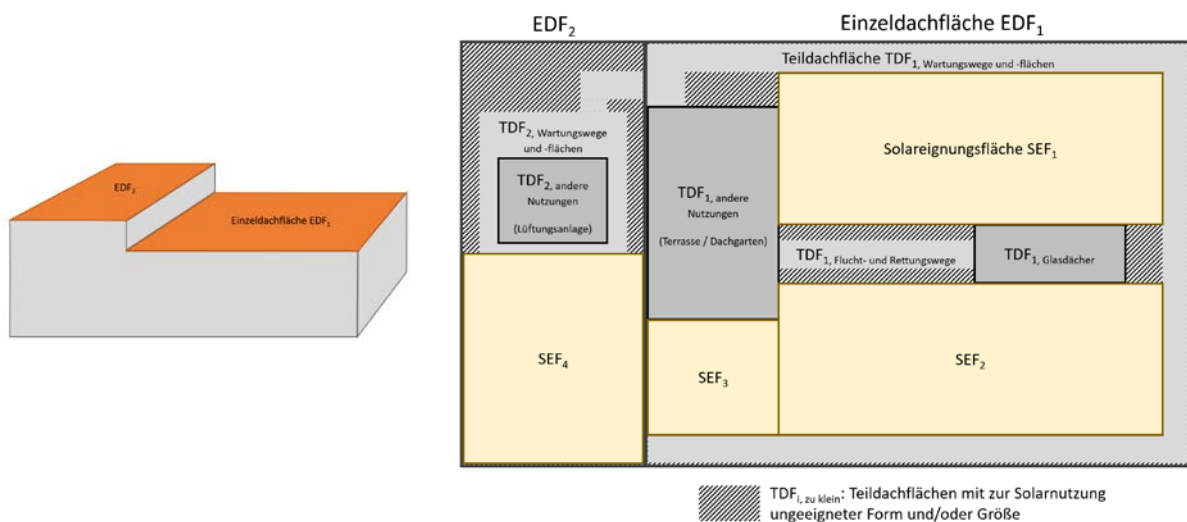 EDF₂
Einzeldachfläche EDF₁
EDF₂
Einzeldachfläche EDF₁
Teildachfläche TDF₁, Wartungswege und -flächen
TDF₂, Wartungswege
und -flächen
TDF₂, andere
Nutzungen
(Lüftungsanlage)
SEF₄
TDF₁, andere
Nutzungen
(Terrasse / Dachgarten)
SEF₃
Solareignungsfläche SEF₁
TDF₁, Flucht- und Rettungswege
TDF₁, Glasdächer
SEF₂
TDFᵢ, zu klein: Teildachflächen mit zur Solarnutzung
ungeeigneter Form und/oder Größe